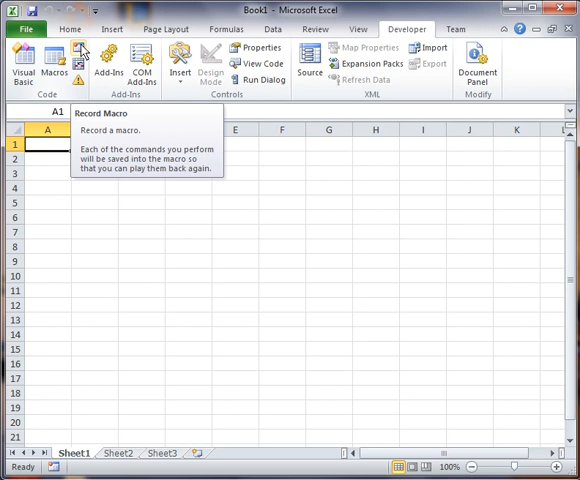 Book1 - Microsoft Excel
File Home Insert Page Layout Formulas Data Review View Developer Team
Visual Basic
Macros
Code
Add-Ins
COM Add-Ins
Add-Ins
Insert
Design Mode
Properties
View Code
Run Dialog
Controls
Source
Map Properties
Expansion Packs
Refresh Data
Import
Export
XML
Document Panel
Modify
A1
Record Macro
Record a macro.
Each of the commands you perform
will be saved into the macro so
that you can play them back again.
A E F G H I J K L
1
2
3
4
5
6
7
8
9
10
11
12
13
14
15
16
17
18
19
20
21
Sheet1 Sheet2 Sheet3
Ready 100%